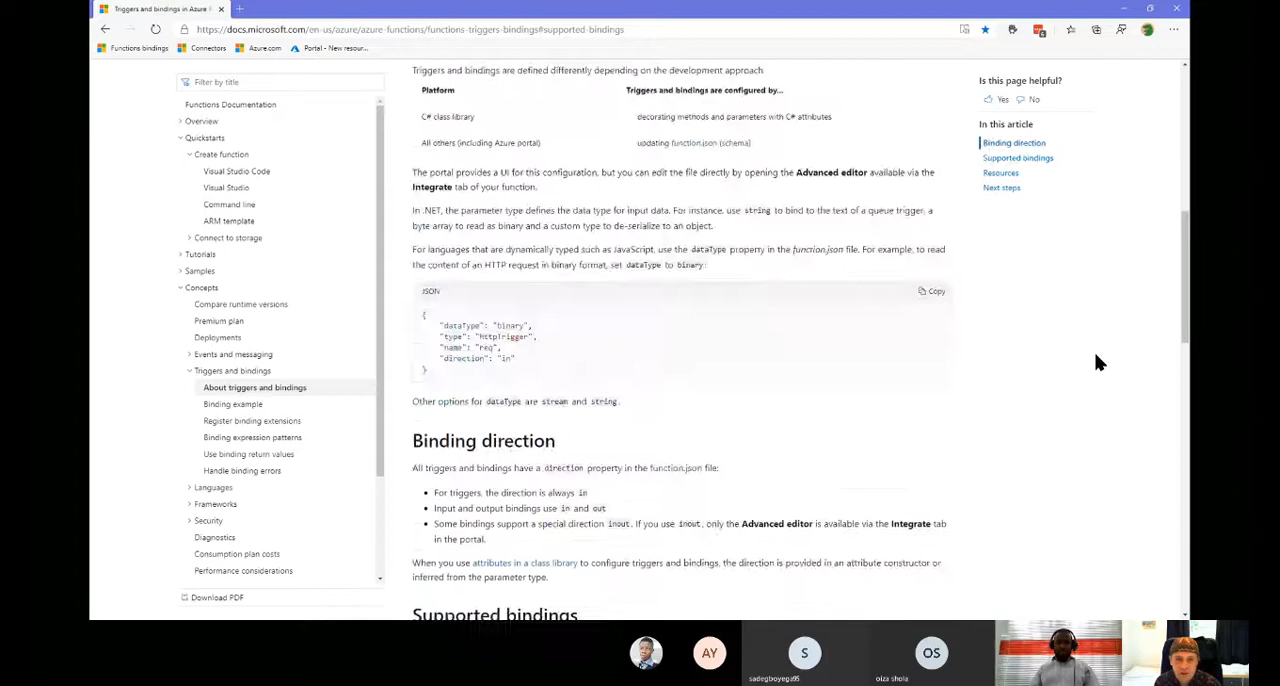 Triggers and bindings in Azure F
https://docs.microsoft.com/en-us/azure/azure-functions/functions-triggers-bindings#supported-bindings
Functions bindings
Connectors
Azure.com
Portal - New resour...
Filter by title
Functions Documentation
Overview
Quickstarts
Create function
Visual Studio Code
Visual Studio
Command line
ARM template
Connect to storage
Tutorials
Samples
Concepts
Compare runtime versions
Premium plan
Deployments
Events and messaging
Triggers and bindings
About triggers and bindings
Binding example
Register binding extensions
Binding expression patterns
Use binding return values
Handle binding errors
Languages
Frameworks
Security
Diagnostics
Consumption plan costs
Performance considerations
Download PDF
Triggers and bindings are defined differently depending on the development approach
Platform Triggers and bindings are configured by...
C# class library decorating methods and parameters with C# attributes
All others (including Azure portal) updating function.json (schema)
The portal provides a UI for this configuration, but you can edit the file directly by opening the Advanced editor available via the
Integrate tab of your function.
In .NET, the parameter type defines the data type for input data. For instance, use string to bind to the text of a queue trigger, a
byte array to read as binary and a custom type to de-serialize to an object.
For languages that are dynamically typed such as JavaScript, use the dataType property in the function.json file. For example, to read
the content of an HTTP request in binary format, set dataType to binary:
JSON Copy
{
"dataType": "binary",
"type": "httpTrigger",
"name": "req",
"direction": "in"
}
Other options for dataType are stream and string.
Binding direction
All triggers and bindings have a direction property in the function.json file:
For triggers, the direction is always in
Input and output bindings use in and out
Some bindings support a special direction inout. If you use inout, only the Advanced editor is available via the Integrate tab
in the portal.
When you use attributes in a class library to configure triggers and bindings, the direction is provided in an attribute constructor or
inferred from the parameter type.
Supported bindings
Is this page helpful?
Yes No
In this article
Binding direction
Supported bindings
Resources
Next steps
AY
S
OS
sadegboyega95
oiza shola